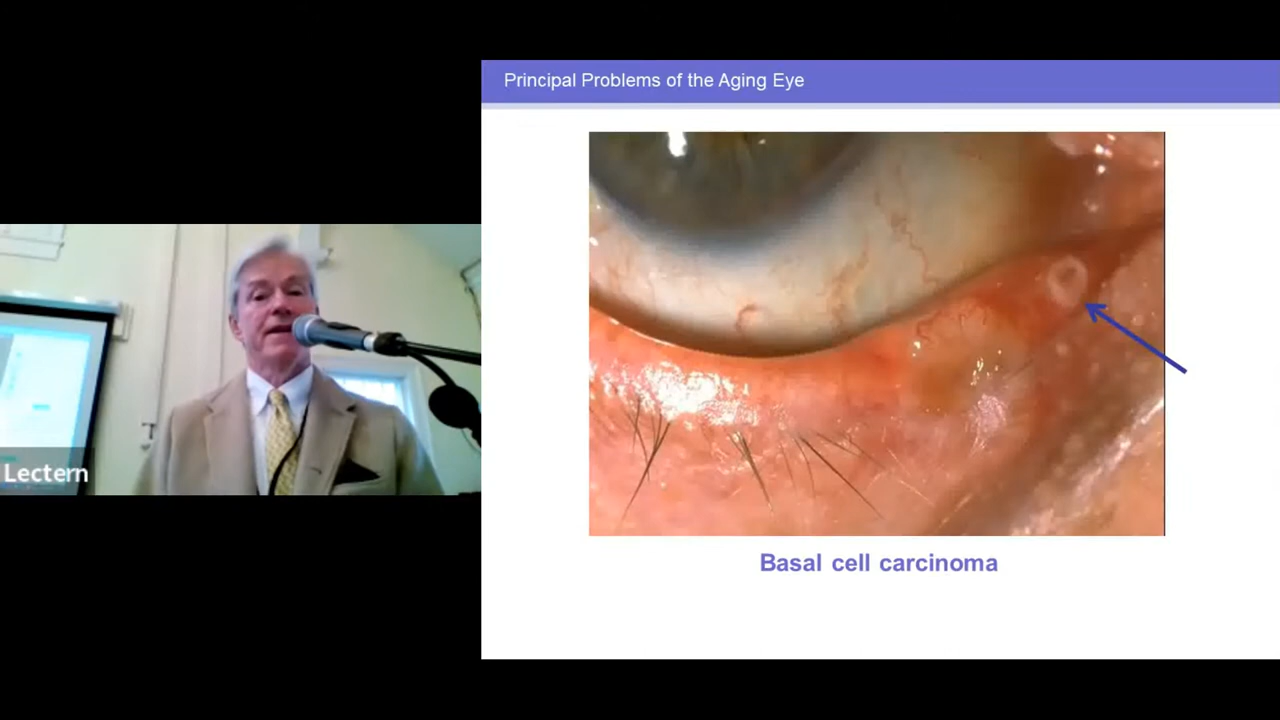 Principal Problems of the Aging Eye
Lectern
Basal cell carcinoma